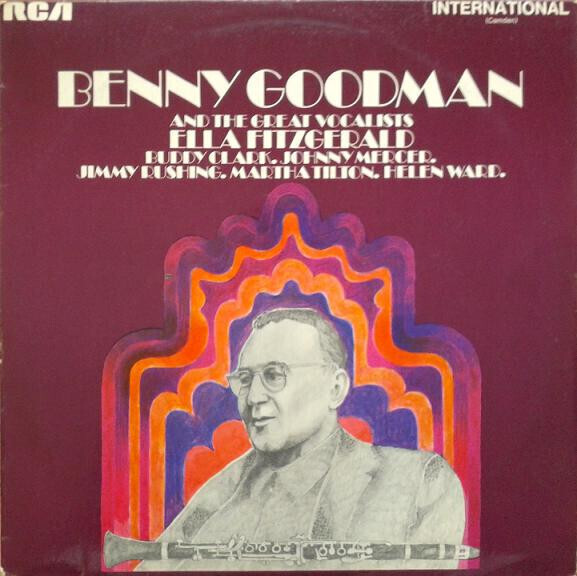 RCA
INTERNATIONAL
(Camden)
BENNY GOODMAN
AND THE GREAT VOCALISTS
ELLA FITZGERALD
BUDDY CLARK. JOHNNY MERCER.
JIMMY RUSHING. MARTHA TILTON. HELEN WARD.